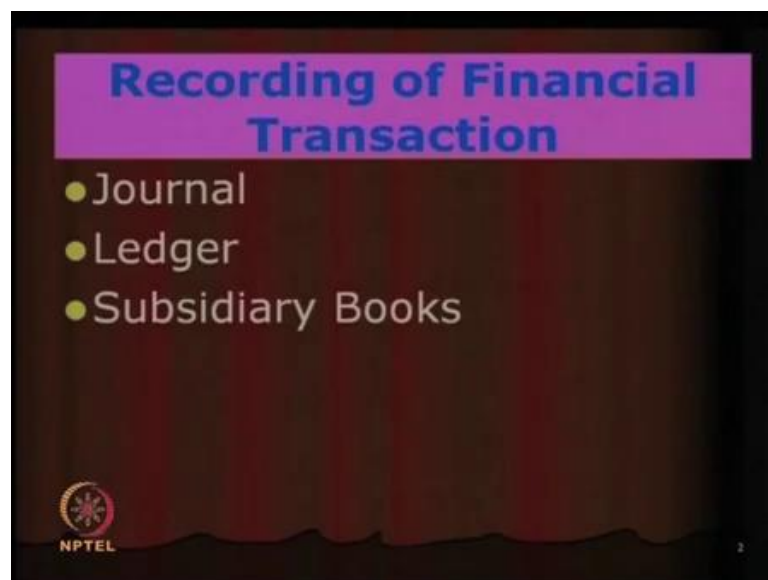 Recording of Financial
Transaction
Journal
Ledger
Subsidiary Books
NPTEL
2